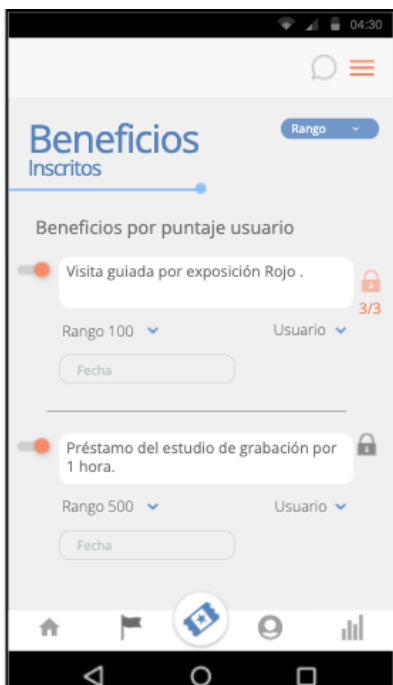 04:30
Beneficios
Rango
Inscritos
Beneficios por puntaje usuario
Visita guiada por exposición Rojo .
3/3
Rango 100
Usuario
Fecha
Préstamo del estudio de grabación por
1 hora.
Rango 500
Usuario
Fecha